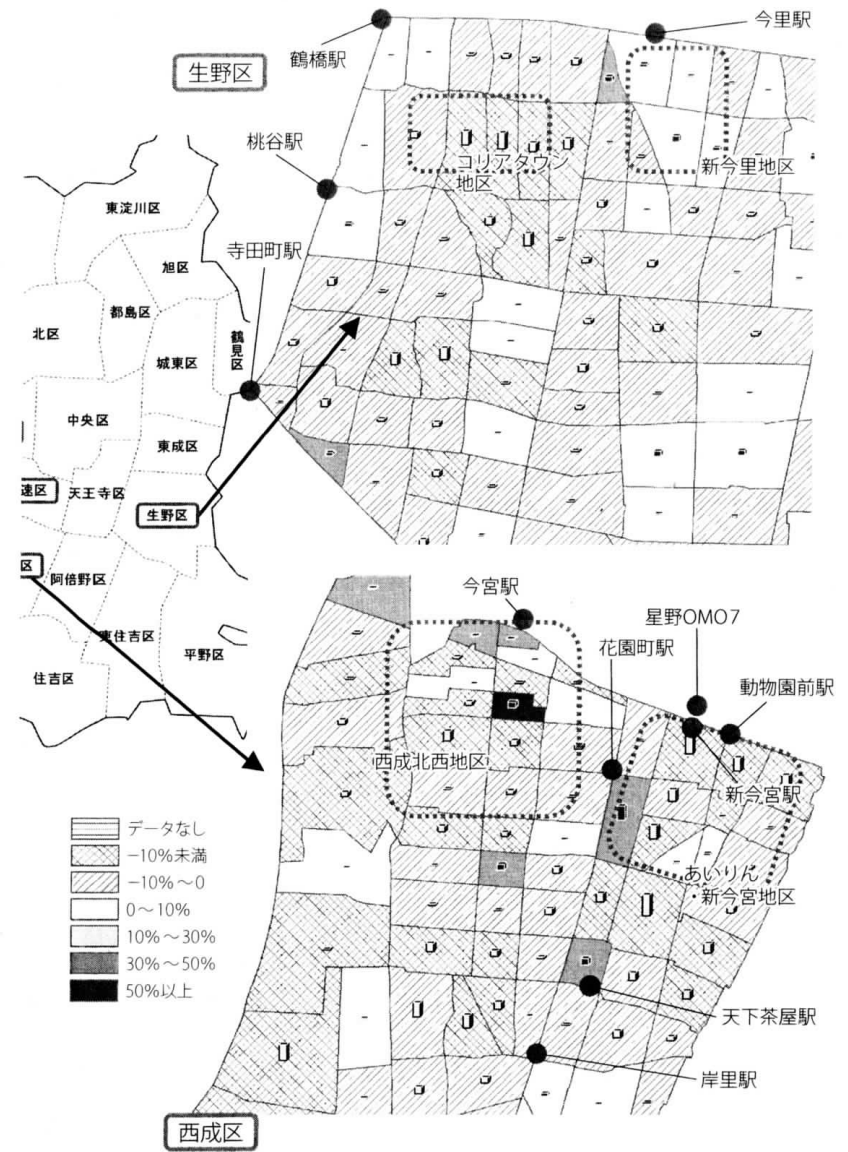 今里駅
鶴橋駅
生野区
桃谷駅
コリアタウン
地区
新今里地区
寺田町駅
東淀川区
旭区
都島区
北区
鶴見区
城東区
中央区
東成区
速区
天王寺区
生野区
区
阿倍野区
東住吉区
平野区
住吉区
今宮駅
星野OMO7
花園町駅
動物園前駅
西成北西地区
新今宮駅
あいりん
・新今宮地区
データなし
−10%未満
−10%〜0
0〜10%
10%〜30%
30%〜50%
50%以上
天下茶屋駅
岸里駅
西成区